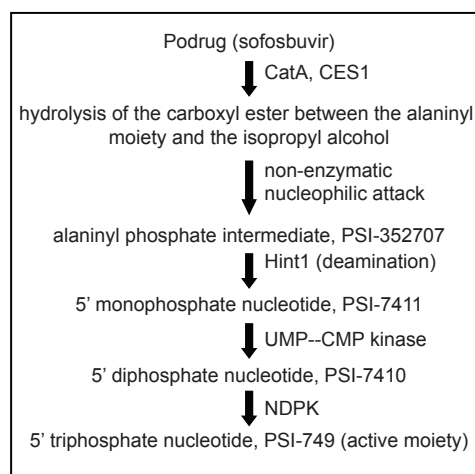 Podrug (sofosbuvir)
CatA, CES1
hydrolysis of the carboxyl ester between the alaninyl
moiety and the isopropyl alcohol
non-enzymatic
nucleophilic attack
alaninyl phosphate intermediate, PSI-352707
Hint1 (deamination)
5' monophosphate nucleotide, PSI-7411
UMP--CMP kinase
5' diphosphate nucleotide, PSI-7410
NDPK
5' triphosphate nucleotide, PSI-749 (active moiety)